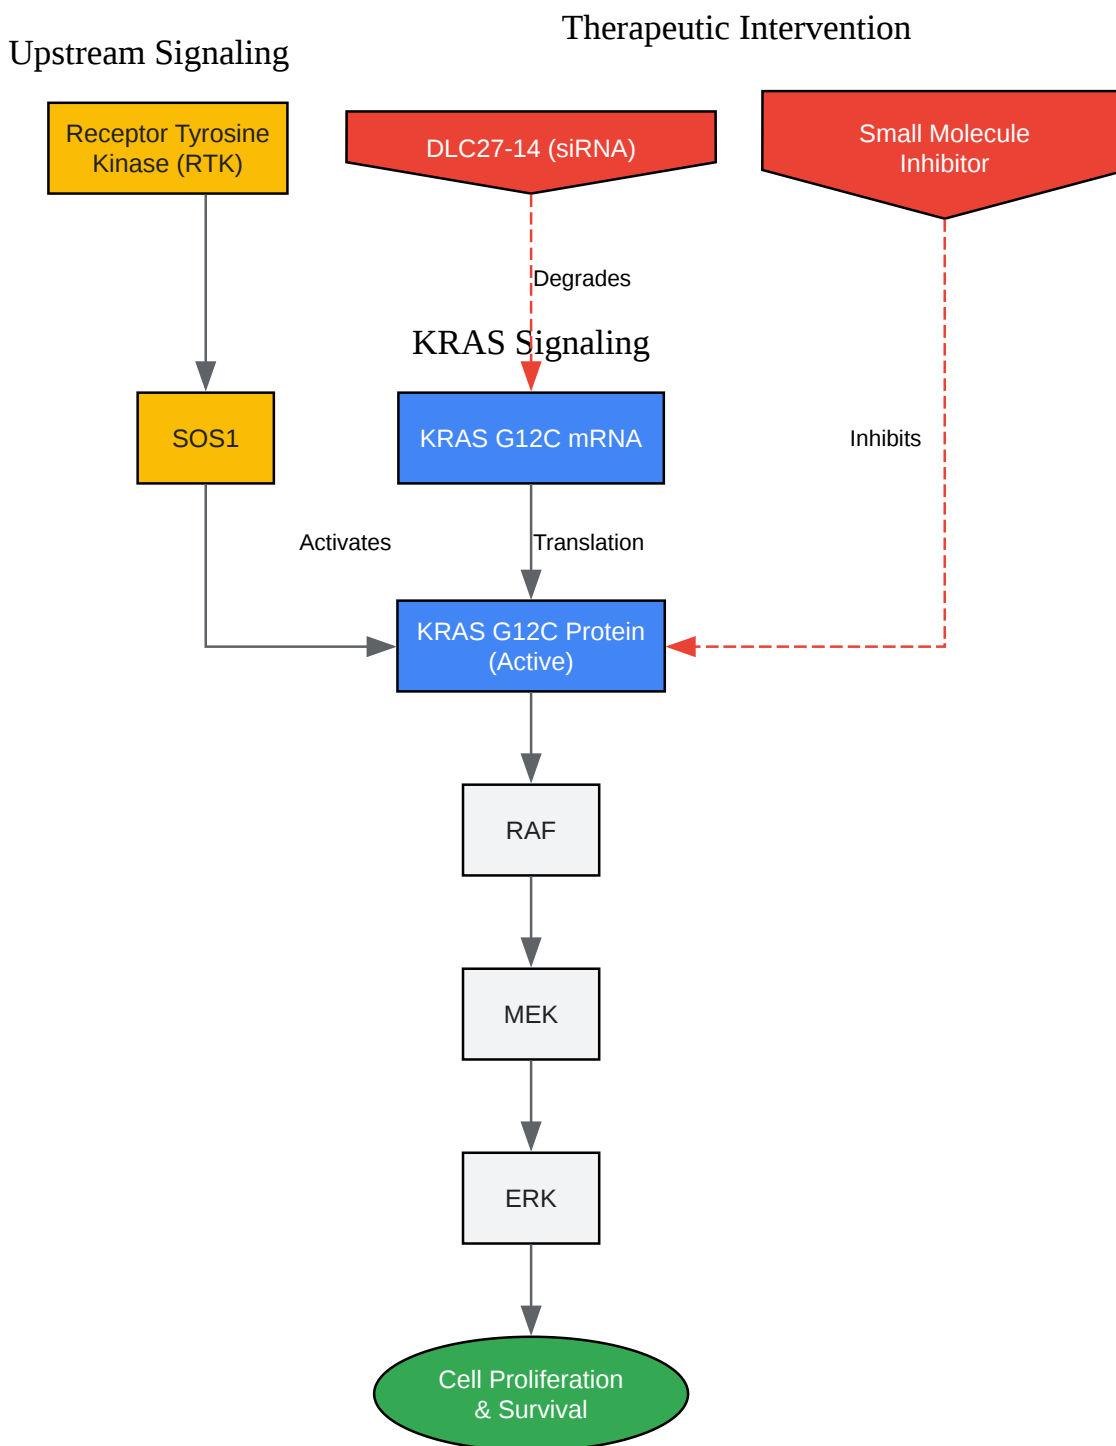 Therapeutic Intervention
Upstream Signaling
Receptor Tyrosine
Kinase (RTK)
DLC27-14 (siRNA)
Small Molecule
Inhibitor
Degrades
KRAS Signaling
SOS1
KRAS G12C mRNA
Inhibits
Activates
Translation
KRAS G12C Protein
(Active)
RAF
MEK
ERK
Cell Proliferation
& Survival